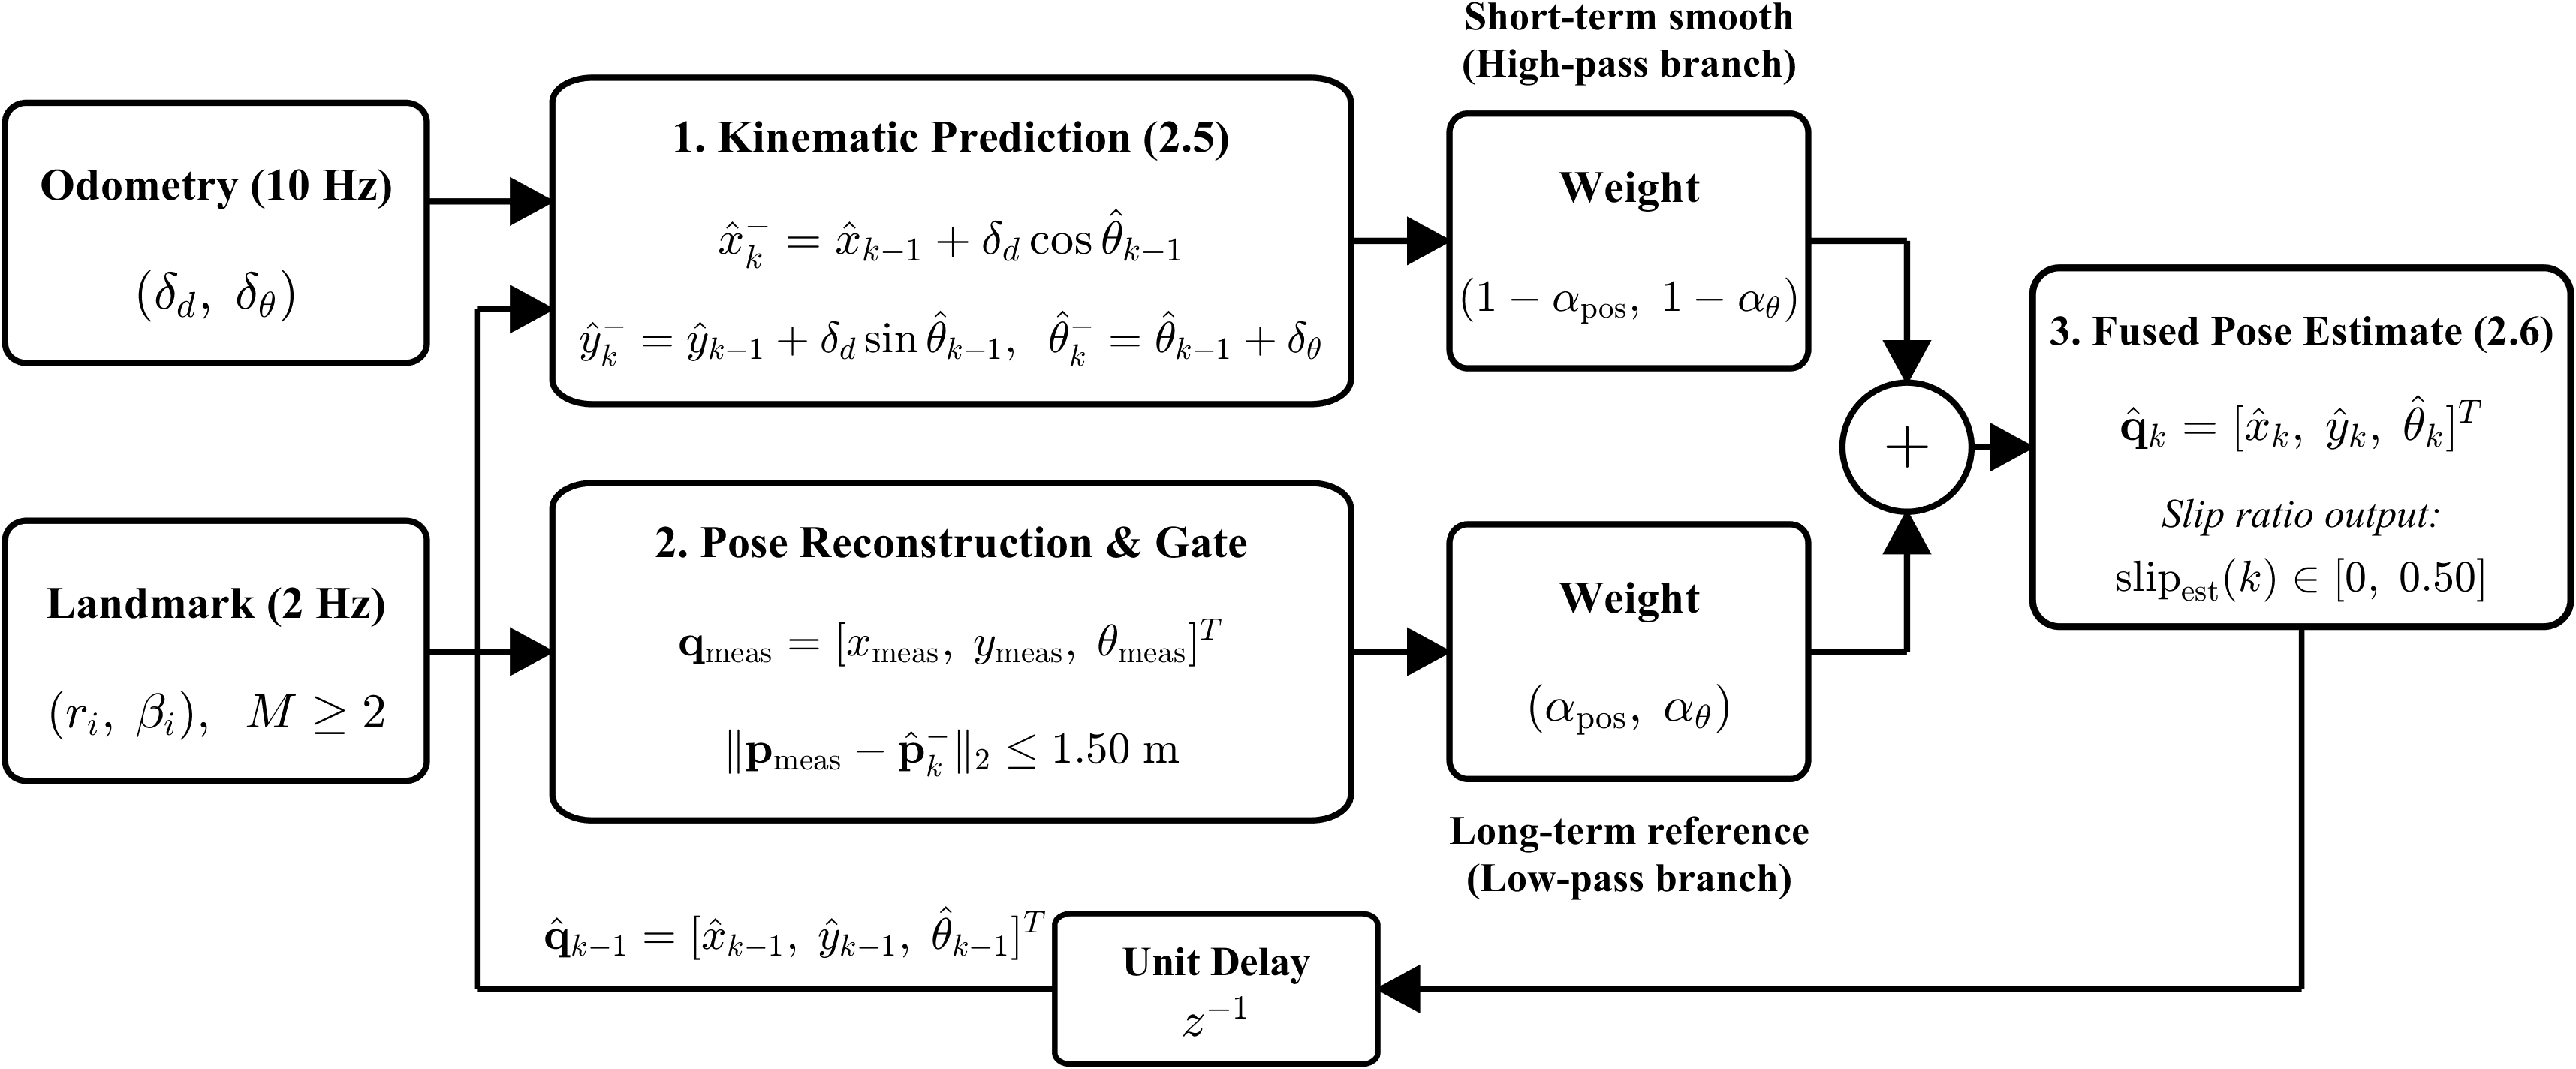 Short-term smooth
(High-pass branch)
Odometry (10 Hz)
(δ_d, δ_θ)
1. Kinematic Prediction (2.5)
x̂_k^− = x̂_{k−1} + δ_d cos θ̂_{k−1}
ŷ_k^− = ŷ_{k−1} + δ_d sin θ̂_{k−1}, θ̂_k^− = θ̂_{k−1} + δ_θ
Weight
(1 − α_pos, 1 − α_θ)
+
3. Fused Pose Estimate (2.6)
q̂_k = [x̂_k, ŷ_k, θ̂_k]^T
Slip ratio output:
slip_est(k) ∈ [0, 0.50]
Landmark (2 Hz)
(r_i, β_i), M ≥ 2
2. Pose Reconstruction & Gate
q_meas = [x_meas, y_meas, θ_meas]^T
‖p_meas − p̂_k^−‖_2 ≤ 1.50 m
Weight
(α_pos, α_θ)
Long-term reference
(Low-pass branch)
q̂_{k−1} = [x̂_{k−1}, ŷ_{k−1}, θ̂_{k−1}]^T
Unit Delay
z^{−1}